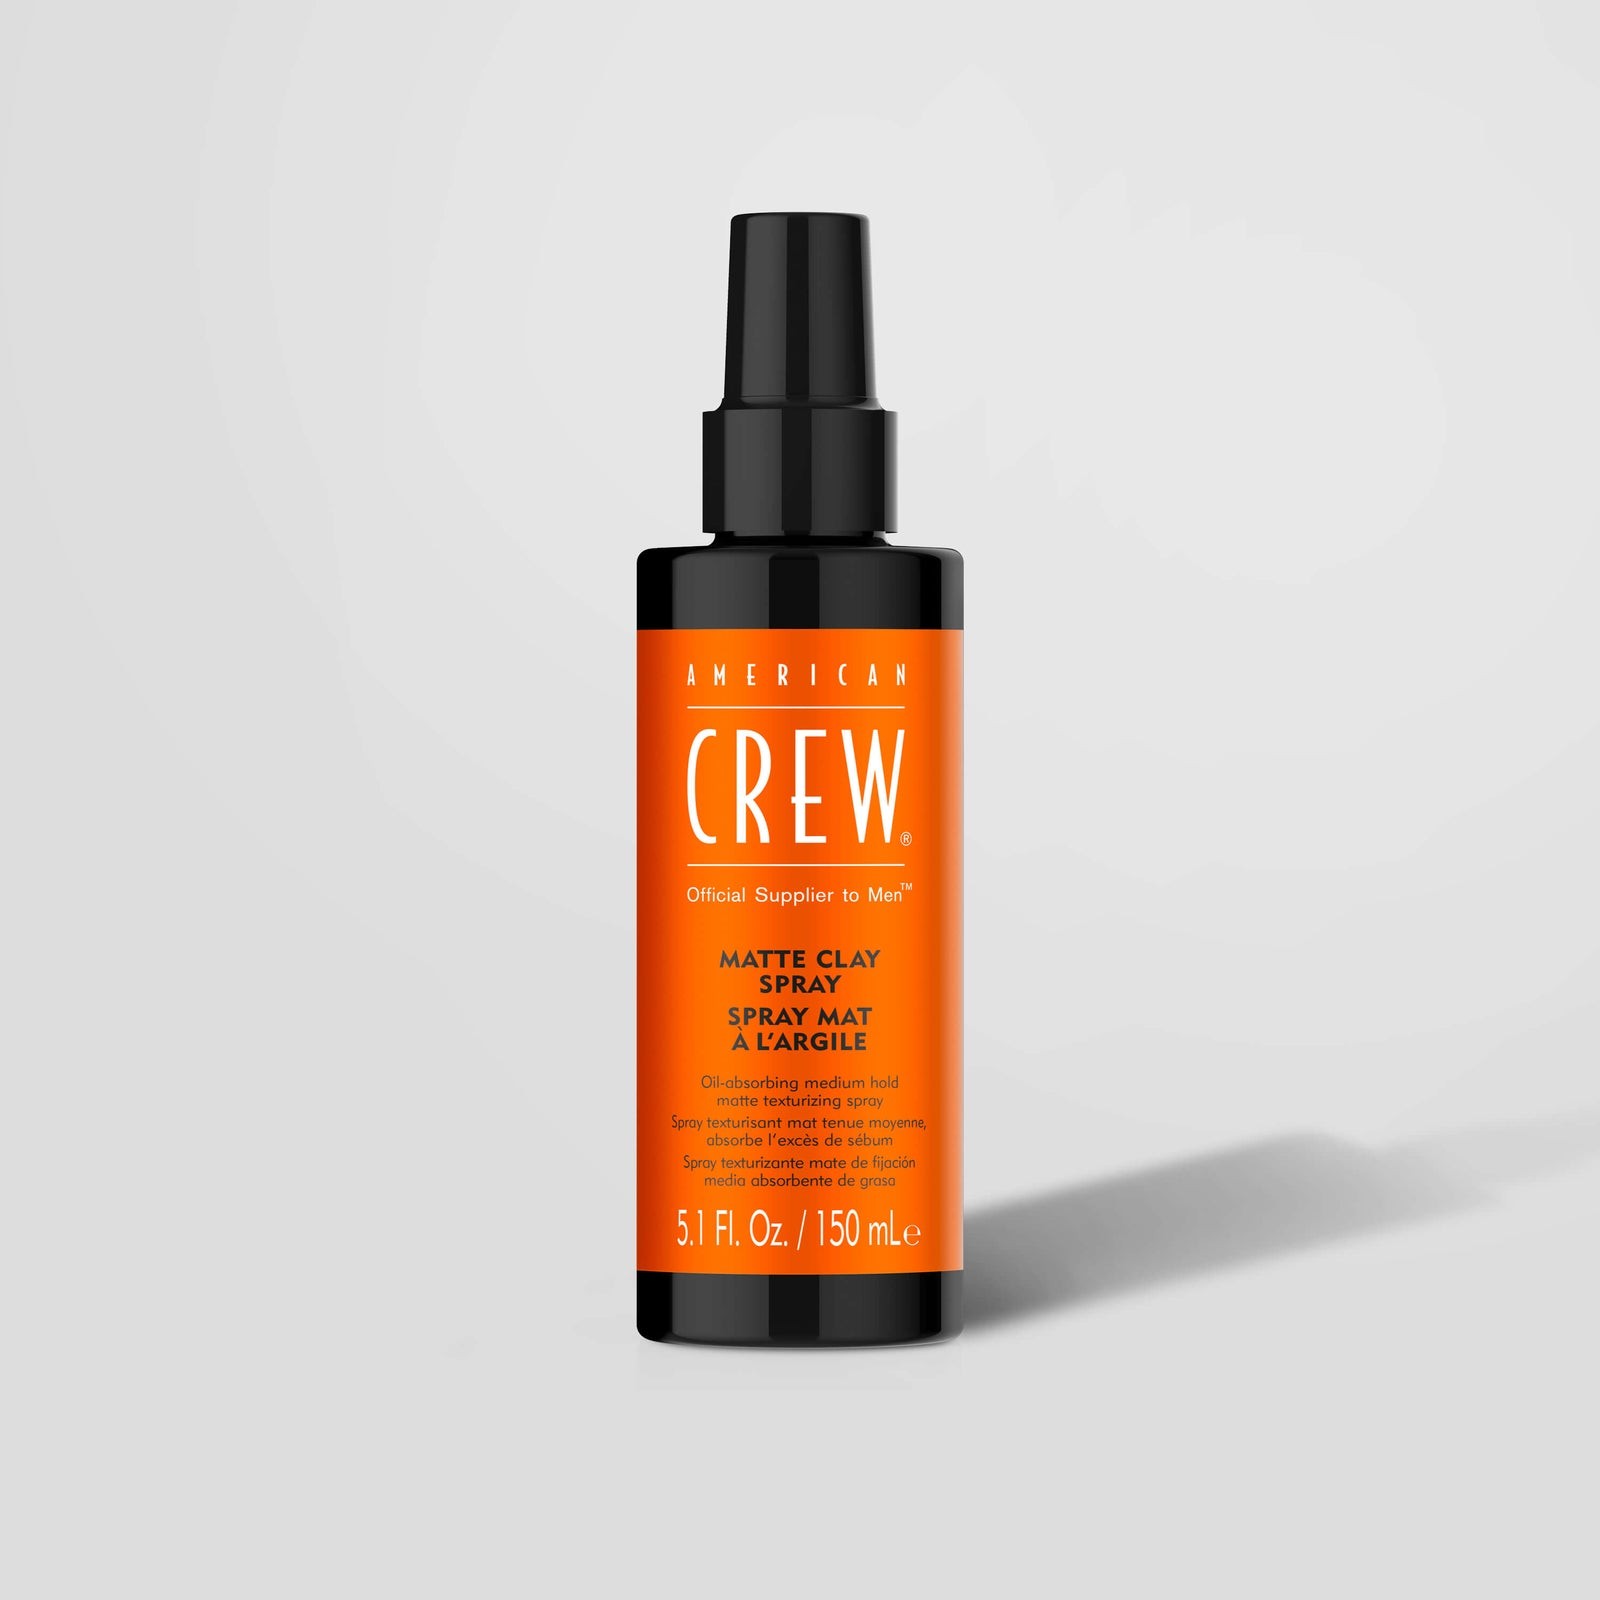 AMERICAN
CREW®
Official Supplier to Men™
MATTE CLAY
SPRAY
SPRAY MAT
À L'ARGILE
Oil-absorbing medium hold
matte texturizing spray
Spray texturisant mat tenue moyenne,
absorbe l'excès de sébum
Spray texturizante mate de fijación
media absorbente de grasa
5.1 Fl. Oz. / 150 mL℮